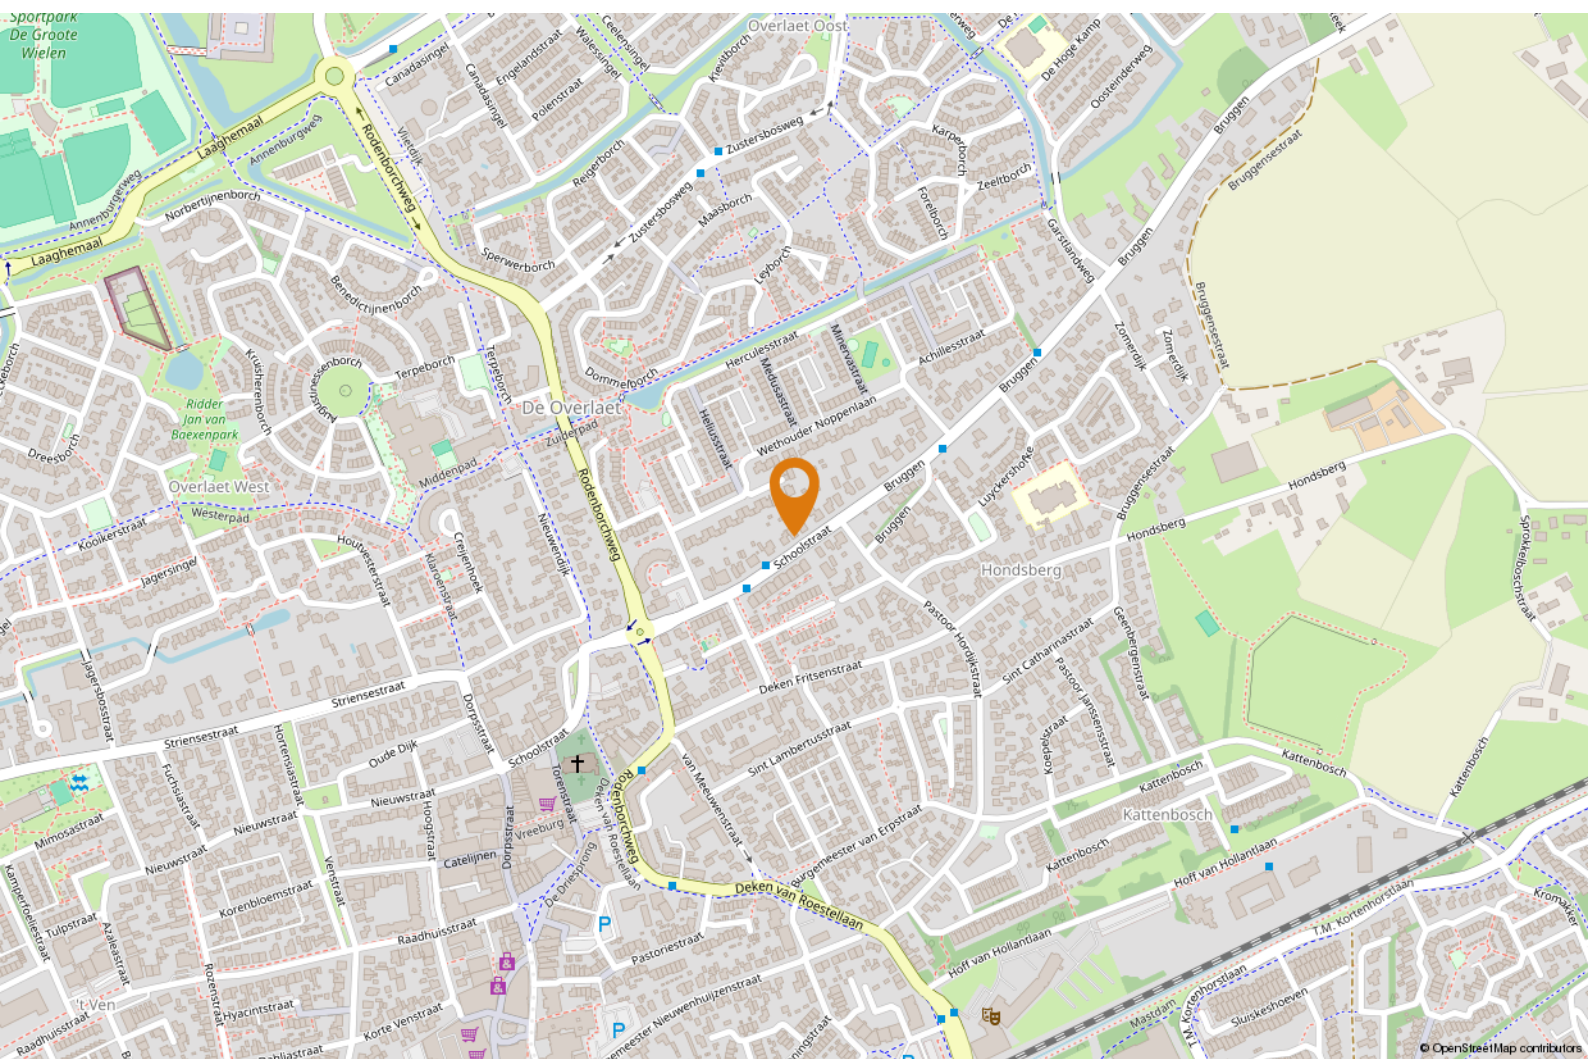 Sportpark
De Groote
Wielen
Overlaet Oost
Canadasingel
Engelandstraat
Walessingel
Ceelensingel
Kievitborch
De Hoge Kamp
Oosteinderweg
Canadasingel
Polenstraat
Laaghemaal
Annenburgweg
Vlietdijk
Rodenborchweg
Zustersbosweg
Reigerborch
Karperborch
Zeeltborch
Forelborch
Bruggen
Bruggensestraat
Annenburgerweg
Norbertijnenborch
Laaghemaal
Zustersbosweg
Maasborch
Sperwerborch
Leyborch
Garstlandweg
Bruggen
Benedictijnenborch
Bruggensestraat
Herculesstraat
Minervastraat
Achillesstraat
Zomerdijk
Zomerdijk
Kruisherenborch
Augustijnessenborch
Terpeborch
Terpeborch
Dommelborch
Medusastraat
Bruggen
Ridder
Jan van
Baexenpark
De Overlaet
Zuiderpad
Heliusstraat
Wethouder Noppenlaan
Dreesborch
Middenpad
Overlaet West
Westerpad
Rodenborchweg
Bruggen
Luyckershofke
Bruggensestraat
Hondsberg
Kooikerstraat
Houtvesterstraat
Creijenhoek
Nieuwendijk
Bruggen
Schoolstraat
Hondsberg
Sprokkelboschstraat
Jagersingel
Klaroenstraat
Hondsberg
Pastoor Hordijkstraat
Geenbergenstraat
Sint Catharinastraat
Jagersbosstraat
Deken Fritsenstraat
Pastoor Janssenstraat
Striensestraat
Dorpsstraat
Striensestraat
Hortensiastraat
Oude Dijk
Schoolstraat
Sint Lambertusstraat
Koepelstraat
Kattenbosch
Kattenbosch
Kattenbosch
Fuchsiastraat
Torenstraat
Deken van Roestellaan
Rodenborchweg
van Meeuwenstraat
Nieuwstraat
Nieuwstraat
Hoogstraat
Dorpsstraat
Vreeburg
Kattenbosch
Mimosastraat
Nieuwstraat
Catelijnen
De Driesprong
Burgemeester van Erpstraat
Kattenbosch
Hoff van Hollantlaan
Kamperfoeliestraat
Venstraat
Korenbloemstraat
Deken van Roestellaan
T.M. Kortenhorstlaan
Kromakker
Tulpstraat
Azaleastraat
Raadhuisstraat
P
Pastoriestraat
Hoff van Hollantlaan
't Ven
Rozenstraat
Hyacintstraat
Korte Venstraat
P
T.M. Kortenhorstlaan
Mastdam
Sluiskeshoeven
Raadhuisstraat
P
© OpenStreetMap contributors